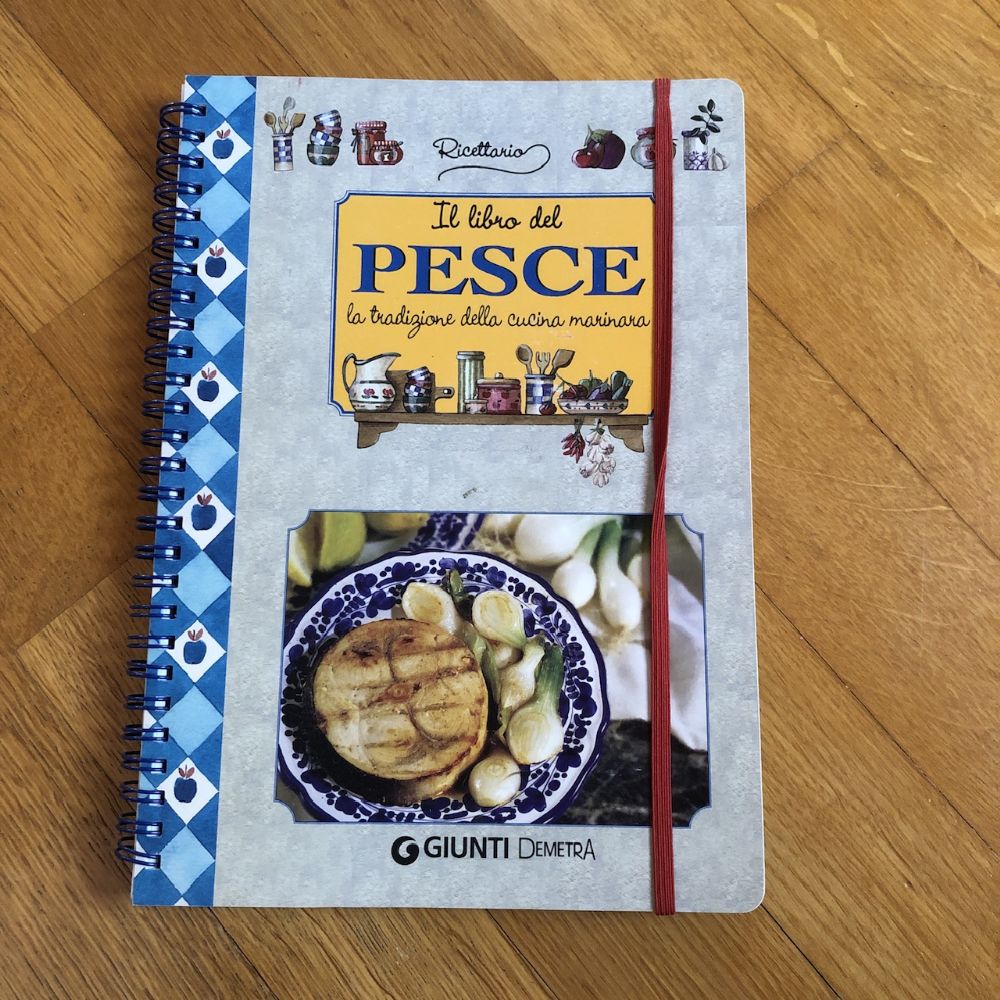 Ricettario
Il libro del
PESCE
la tradizione della cucina marinara
GIUNTI DEMETRA